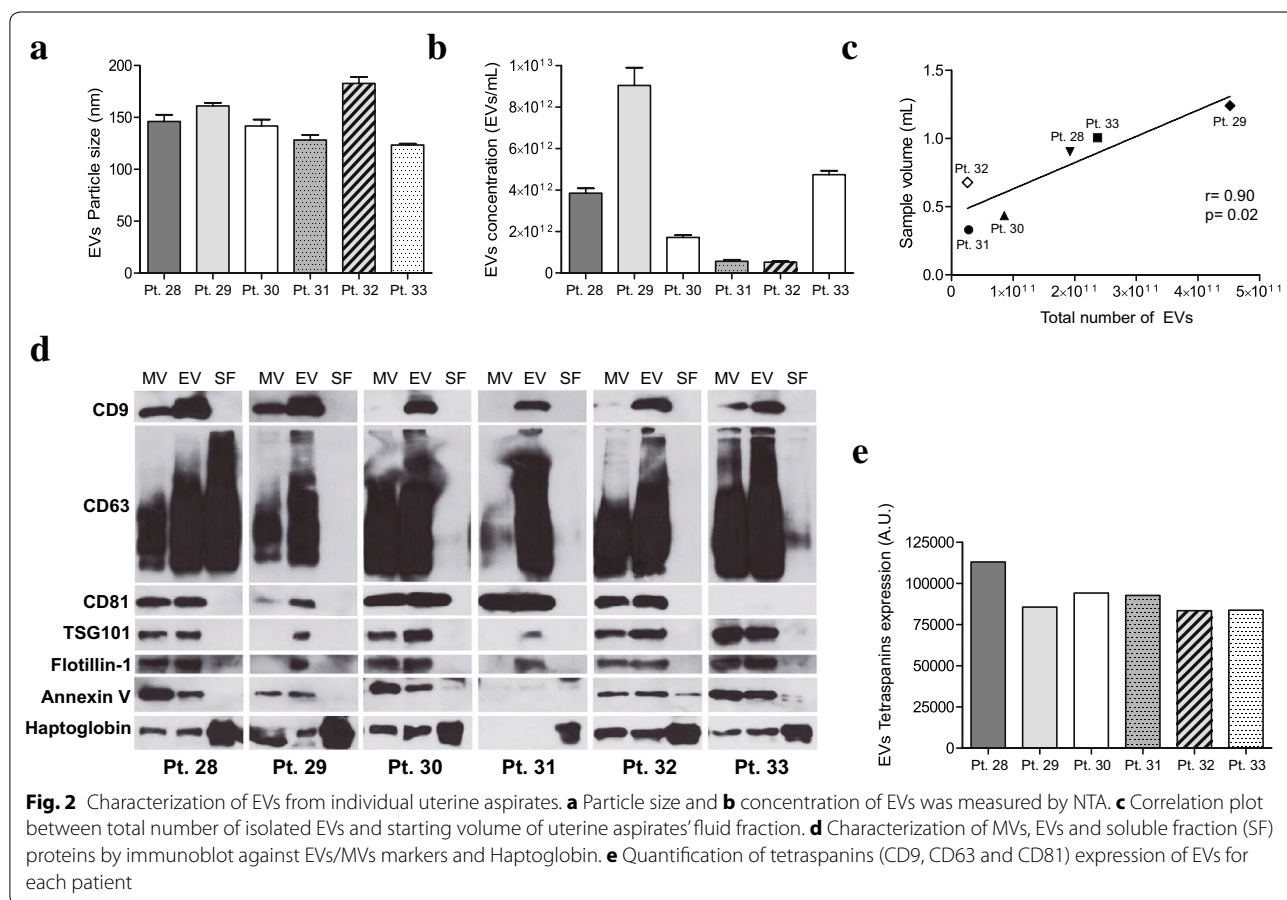 a
EVs Particle size (nm)
200
150
100
50
0
Pt. 28 Pt. 29 Pt. 30 Pt. 31 Pt. 32 Pt. 33
b
EVs concentration (EVs/mL)
1×10¹³
8×10¹²
6×10¹²
4×10¹²
2×10¹²
0
Pt. 28 Pt. 29 Pt. 30 Pt. 31 Pt. 32 Pt. 33
c
Sample volume (mL)
1.5
1.0
0.5
0.0
Pt. 32
Pt. 31
Pt. 30
Pt. 28
Pt. 33
Pt. 29
r= 0.90
p= 0.02
0 1×10¹¹ 2×10¹¹ 3×10¹¹ 4×10¹¹ 5×10¹¹
Total number of EVs
d
MV EV SF MV EV SF MV EV SF MV EV SF MV EV SF MV EV SF
CD9
CD63
CD81
TSG101
Flotillin-1
Annexin V
Haptoglobin
Pt. 28 Pt. 29 Pt. 30 Pt. 31 Pt. 32 Pt. 33
e
EVs Tetraspanins expression (A.U.)
125000
100000
75000
50000
25000
0
Pt. 28 Pt. 29 Pt. 30 Pt. 31 Pt. 32 Pt. 33
Fig. 2 Characterization of EVs from individual uterine aspirates. a Particle size and b concentration of EVs was measured by NTA. c Correlation plot
between total number of isolated EVs and starting volume of uterine aspirates' fluid fraction. d Characterization of MVs, EVs and soluble fraction (SF)
proteins by immunoblot against EVs/MVs markers and Haptoglobin. e Quantification of tetraspanins (CD9, CD63 and CD81) expression of EVs for
each patient